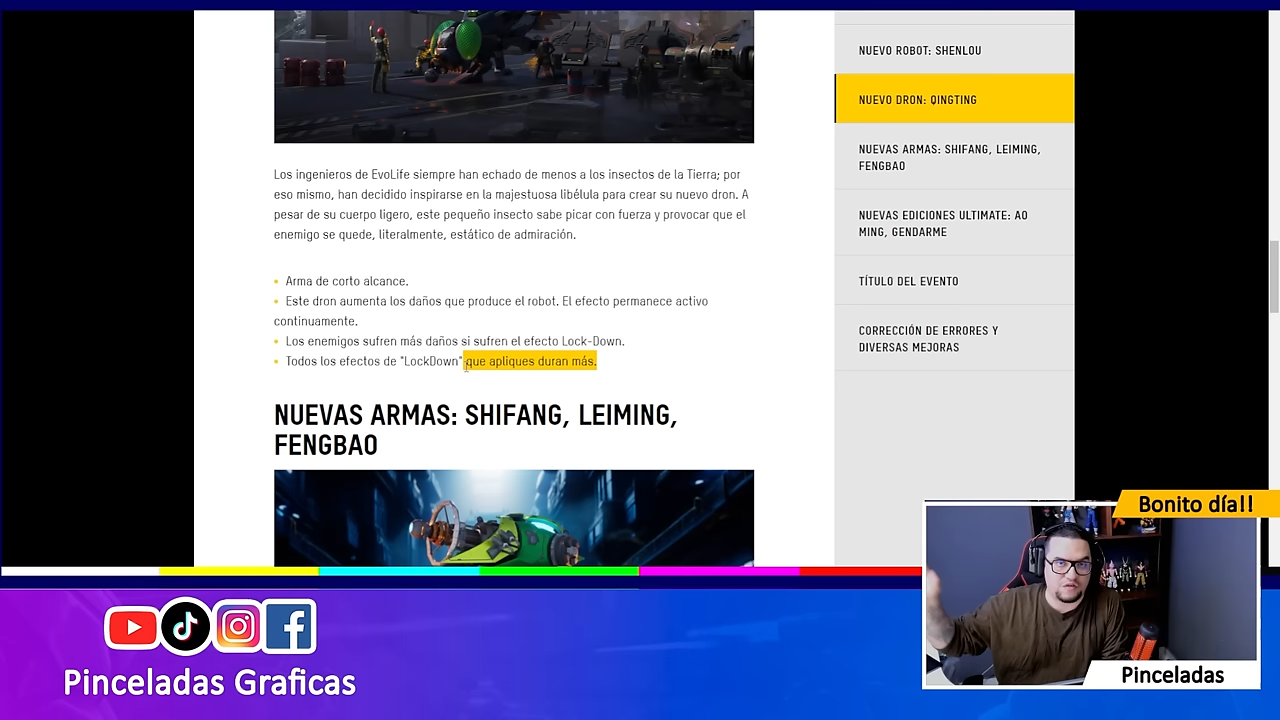 Los ingenieros de EvoLife siempre han echado de menos a los insectos de la Tierra; por
eso mismo, han decidido inspirarse en la majestuosa libélula para crear su nuevo dron. A
pesar de su cuerpo ligero, este pequeño insecto sabe picar con fuerza y provocar que el
enemigo se quede, literalmente, estático de admiración.
• Arma de corto alcance.
• Este dron aumenta los daños que produce el robot. El efecto permanece activo
continuamente.
• Los enemigos sufren más daños si sufren el efecto Lock-Down.
• Todos los efectos de "LockDown" que apliques duran más.
NUEVAS ARMAS: SHIFANG, LEIMING,
FENGBAO
NUEVO ROBOT: SHENLOU
NUEVO DRON: QINGTING
NUEVAS ARMAS: SHIFANG, LEIMING,
FENGBAO
NUEVAS EDICIONES ULTIMATE: AO
MING, GENDARME
TÍTULO DEL EVENTO
CORRECCIÓN DE ERRORES Y
DIVERSAS MEJORAS
Bonito día!!
Pinceladas
Pinceladas Graficas